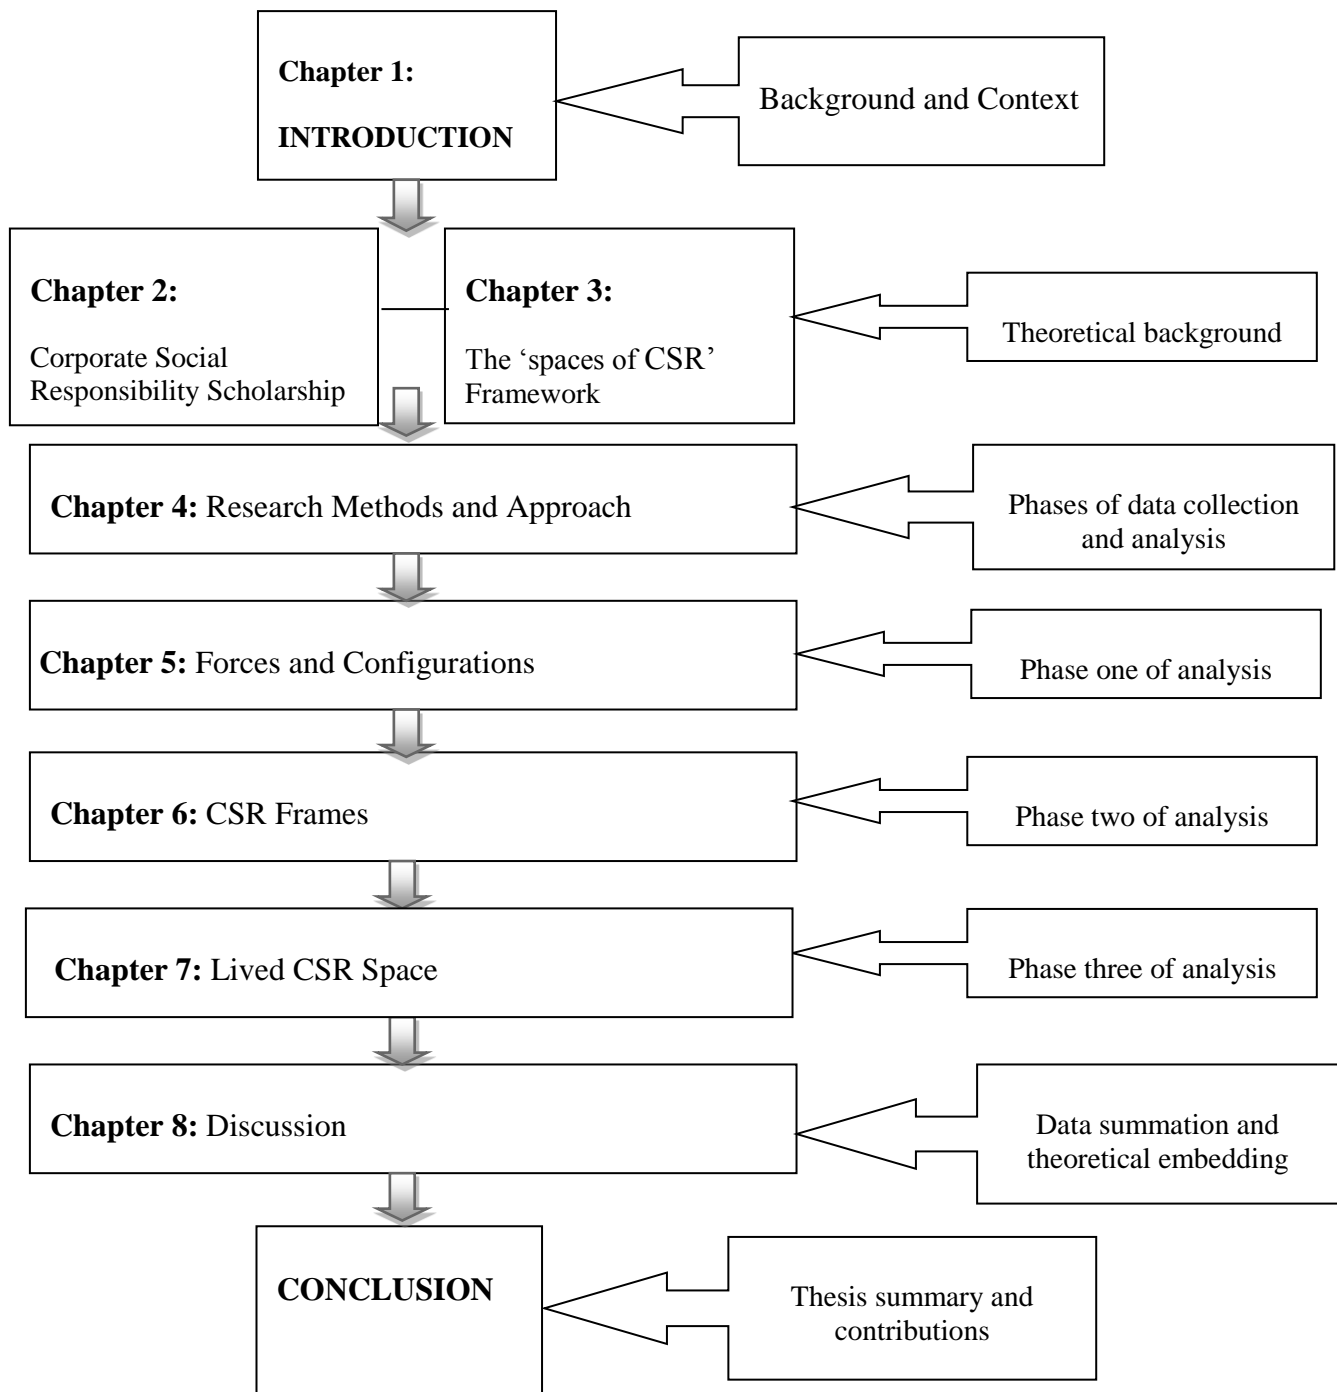 Chapter 1:
INTRODUCTION
Background and Context
Chapter 2:
Corporate Social
Responsibility Scholarship
Chapter 3:
The ‘spaces of CSR’
Framework
Theoretical background
Chapter 4: Research Methods and Approach
Phases of data collection
and analysis
Chapter 5: Forces and Configurations
Phase one of analysis
Chapter 6: CSR Frames
Phase two of analysis
Chapter 7: Lived CSR Space
Phase three of analysis
Chapter 8: Discussion
Data summation and
theoretical embedding
CONCLUSION
Thesis summary and
contributions